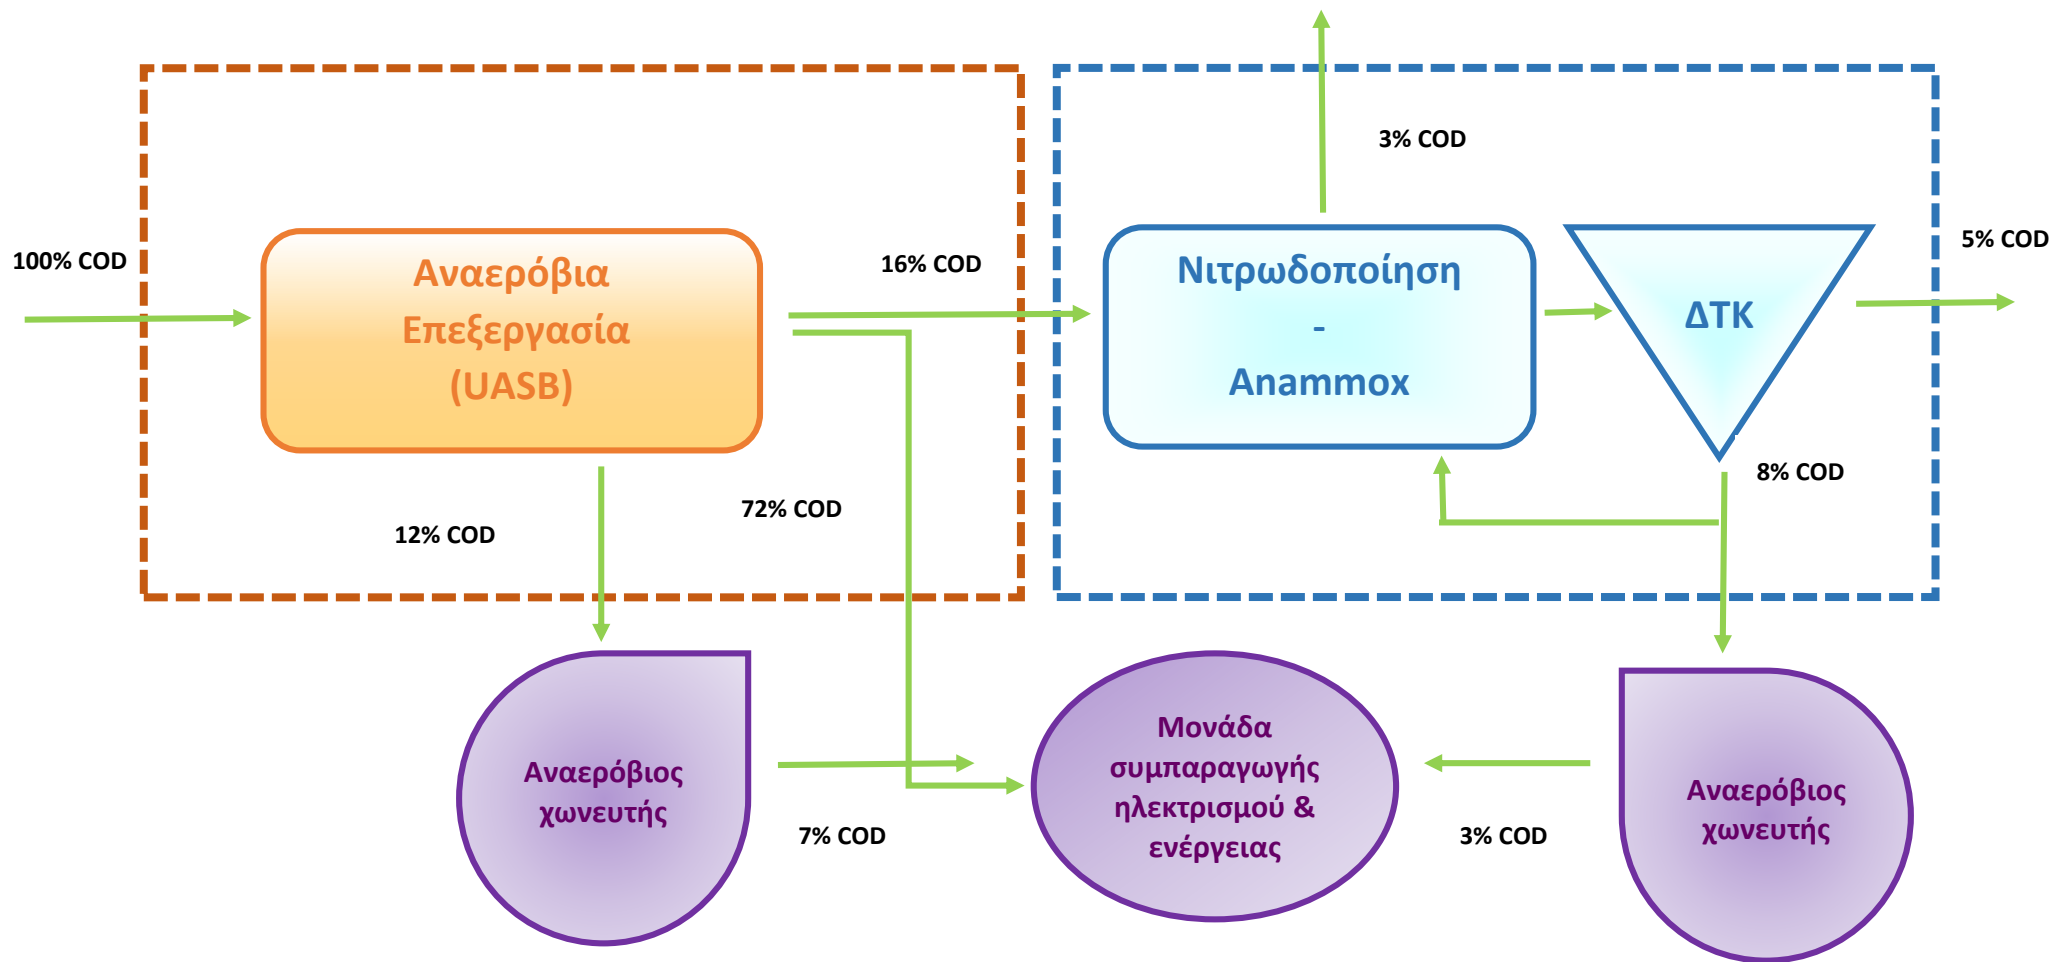 3% COD
100% COD
Αναερόβια
Επεξεργασία
(UASB)
16% COD
Νιτρωδοποίηση
-
Anammox
ΔΤΚ
5% COD
12% COD
72% COD
8% COD
Αναερόβιος
χωνευτής
7% COD
Μονάδα
συμπαραγωγής
ηλεκτρισμού &
ενέργειας
3% COD
Αναερόβιος
χωνευτής